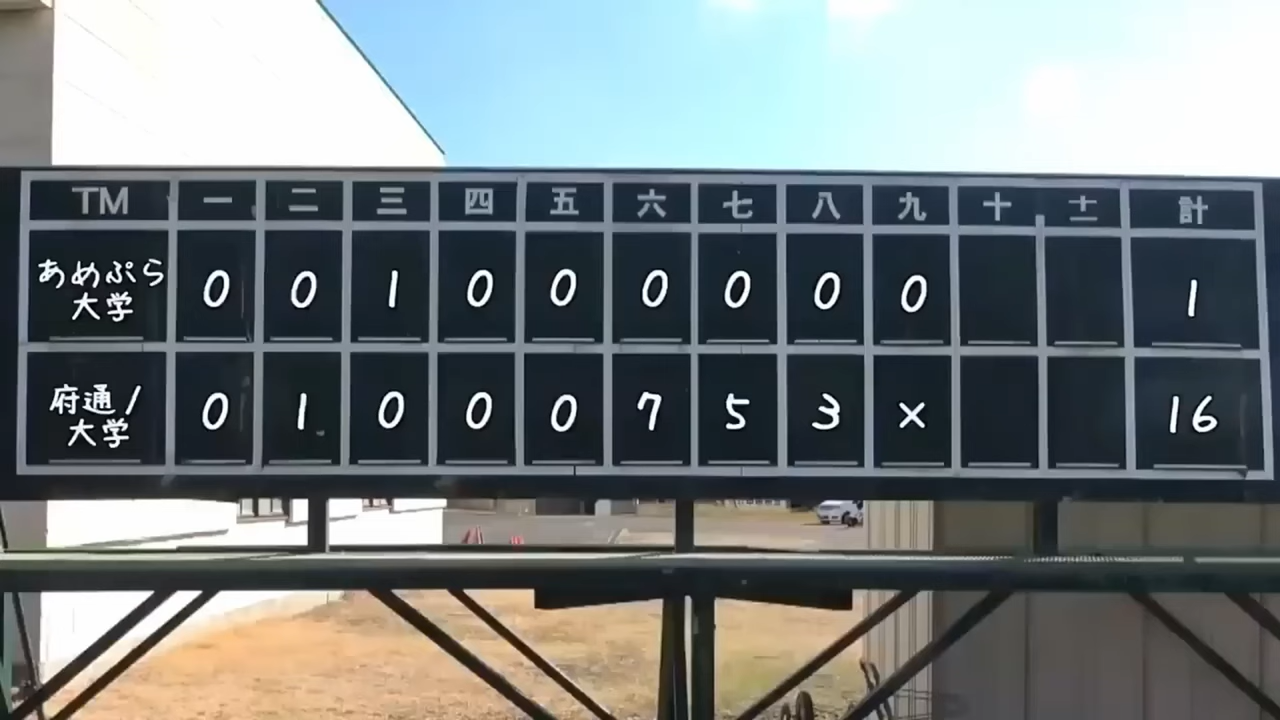 TM 一 二 三 四 五 六 七 八 九 十 十一 計
あめぷら
大学 0 0 1 0 0 0 0 0 0 1
府通/
大学 0 1 0 0 0 7 5 3 × 16